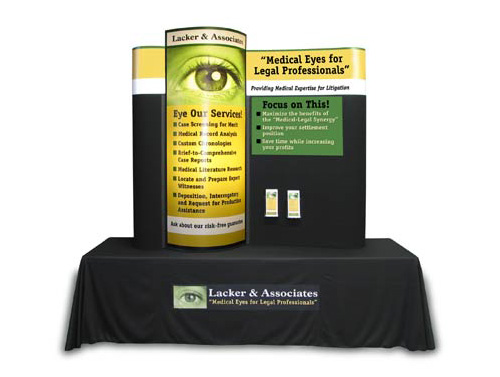 Lacker & Associates
Eye Our Services!
Case Screening for Merit
Medical Record Analysis
Custom Chronologies
Brief-to-Comprehensive
Case Reports
Medical Literature Research
Locate and Prepare Expert
Witnesses
Deposition, Interrogatory
and Request for Production
Assistance
Ask about our risk-free guarantee
"Medical Eyes for
Legal Professionals"
Providing Medical Expertise for Litigation
Focus on This!
Maximize the benefits of
the "Medical-Legal Synergy"
Improve your settlement
position
Save time while increasing
your profits
Lacker & Associates
"Medical Eyes for Legal Professionals"